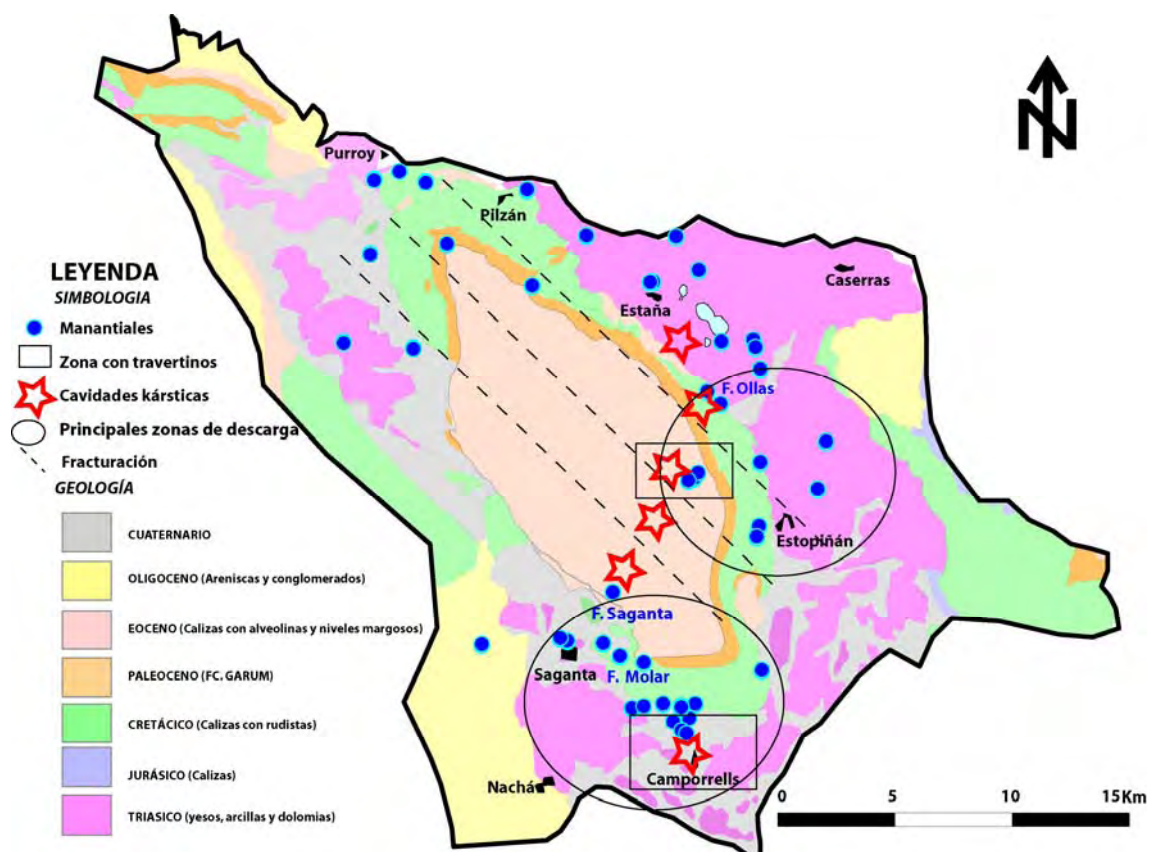 N
Purroy
Pilzán
LEYENDA
SIMBOLOGIA
Manantiales
Zona con travertinos
Cavidades kársticas
Principales zonas de descarga
Fracturación
GEOLOGÍA
CUATERNARIO
OLIGOCENO (Areniscas y conglomerados)
EOCENO (Calizas con alveolinas y niveles margosos)
PALEOCENO (FC. GARUM)
CRETÁCICO (Calizas con rudistas)
JURÁSICO (Calizas)
TRIASICO (yesos, arcillas y dolomias)
Caserras
Estaña
F. Ollas
Estopiñán
F. Saganta
Saganta
F. Molar
Nachá
Camporrells
0 5 10 15Km